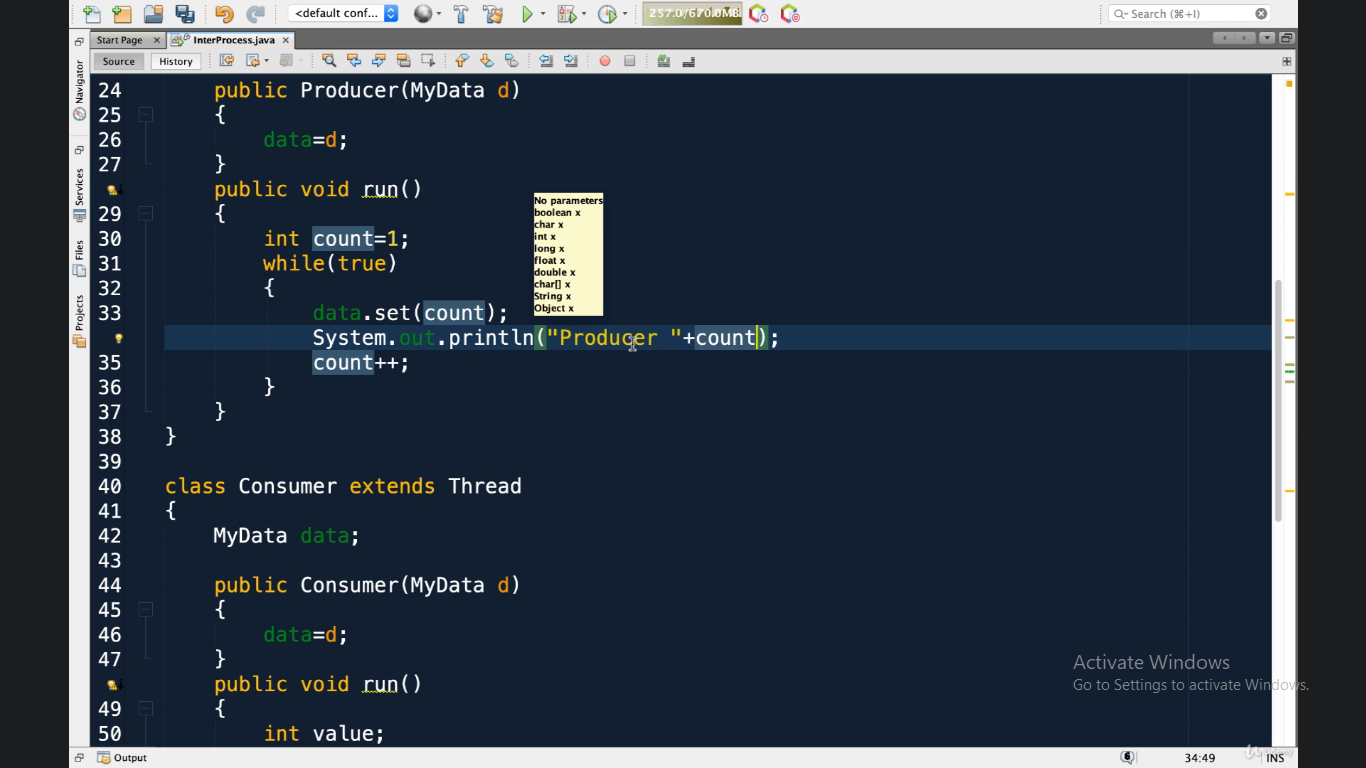 <default conf...
257.0/670.0MB
Search (⌘+I)
Start Page
InterProcess.java
Source
History
Navigator
Services
Files
Projects
24 public Producer(MyData d)
25 {
26 data=d;
27 }
public void run()
29 {
30 int count=1;
31 while(true)
{
33 data.set(count);
System.out.println("Producer "+count);
35 count++;
36 }
37 }
38 }
39
40 class Consumer extends Thread
41 {
42 MyData data;
43
44 public Consumer(MyData d)
45 {
46 data=d;
47 }
public void run()
49 {
50 int value;
No parameters
boolean x
char x
int x
long x
float x
double x
char[] x
String x
Object x
Activate Windows
Go to Settings to activate Windows.
Output
6
34:49
INS